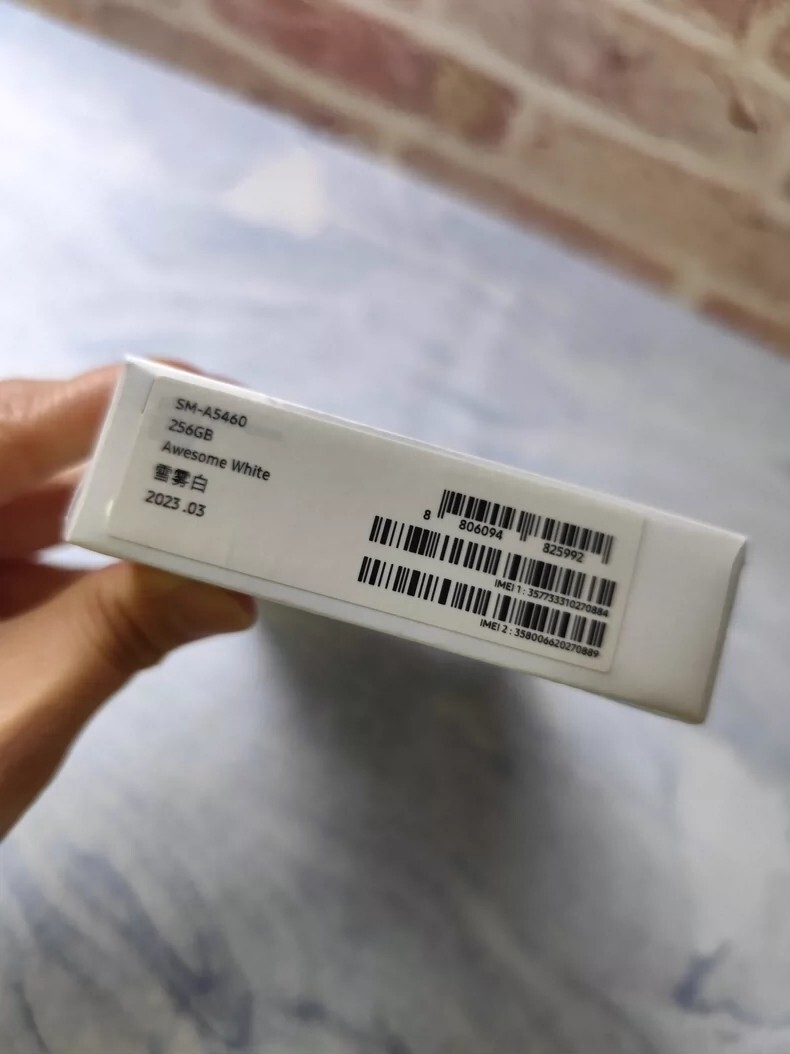 SM-A5460
256GB
Awesome White
雪雾白
2023.03
8 806094 825992
IMEI 1 : 357733310270884
IMEI 2 : 358006620270889